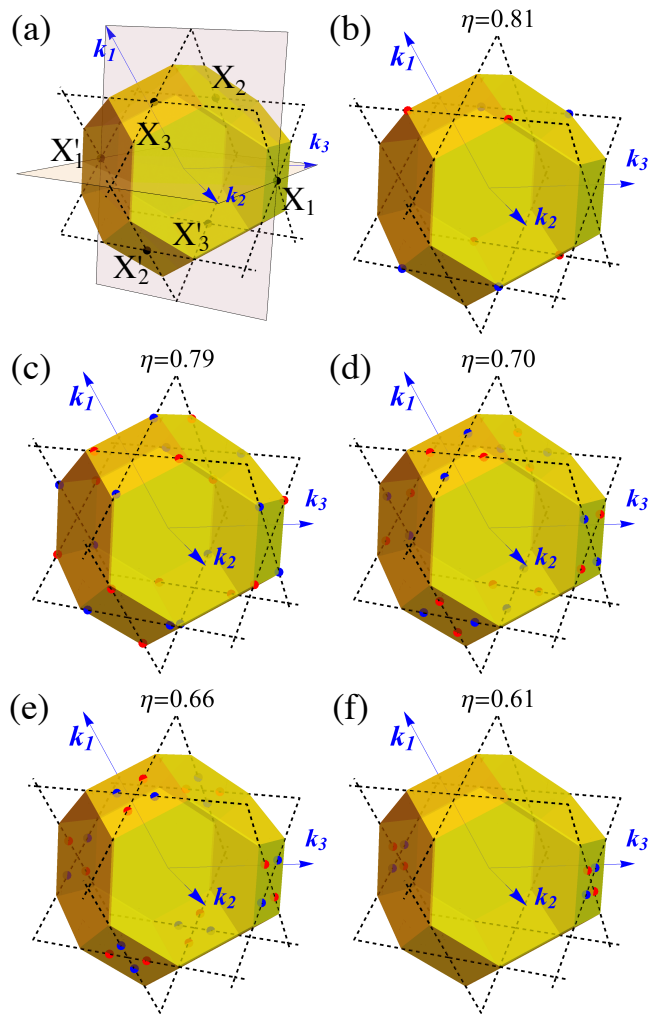 (a)
k1
X2
X3
X'1
k3
k2
X1
X'3
X'2
(b)
η=0.81
k1
k3
k2
(c)
η=0.79
k1
k3
k2
(d)
η=0.70
k1
k3
k2
(e)
η=0.66
k1
k3
k2
(f)
η=0.61
k1
k3
k2